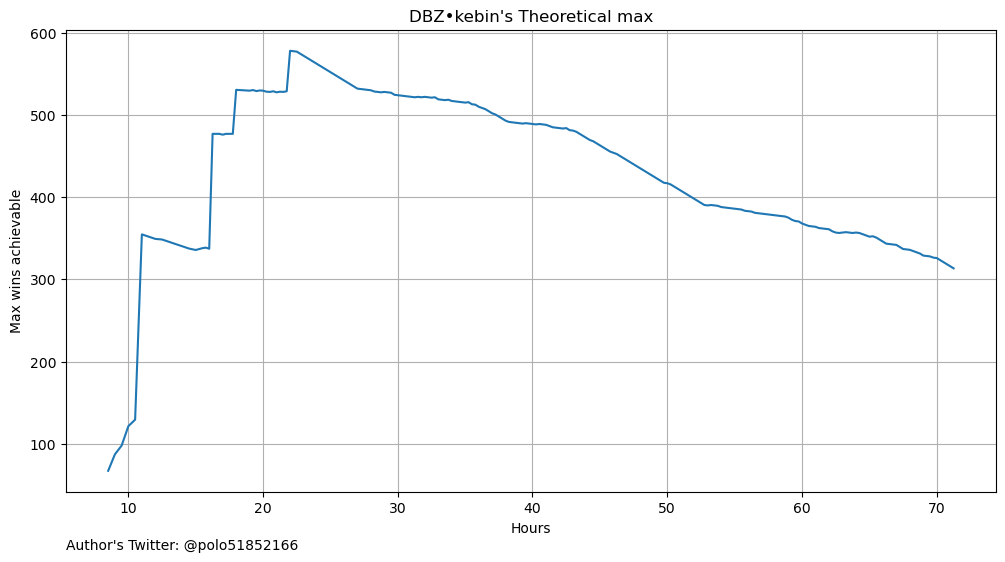 DBZ•kebin's Theoretical max
600
500
400
300
200
100
Max wins achievable
10 20 30 40 50 60 70
Hours
Author's Twitter: @polo51852166